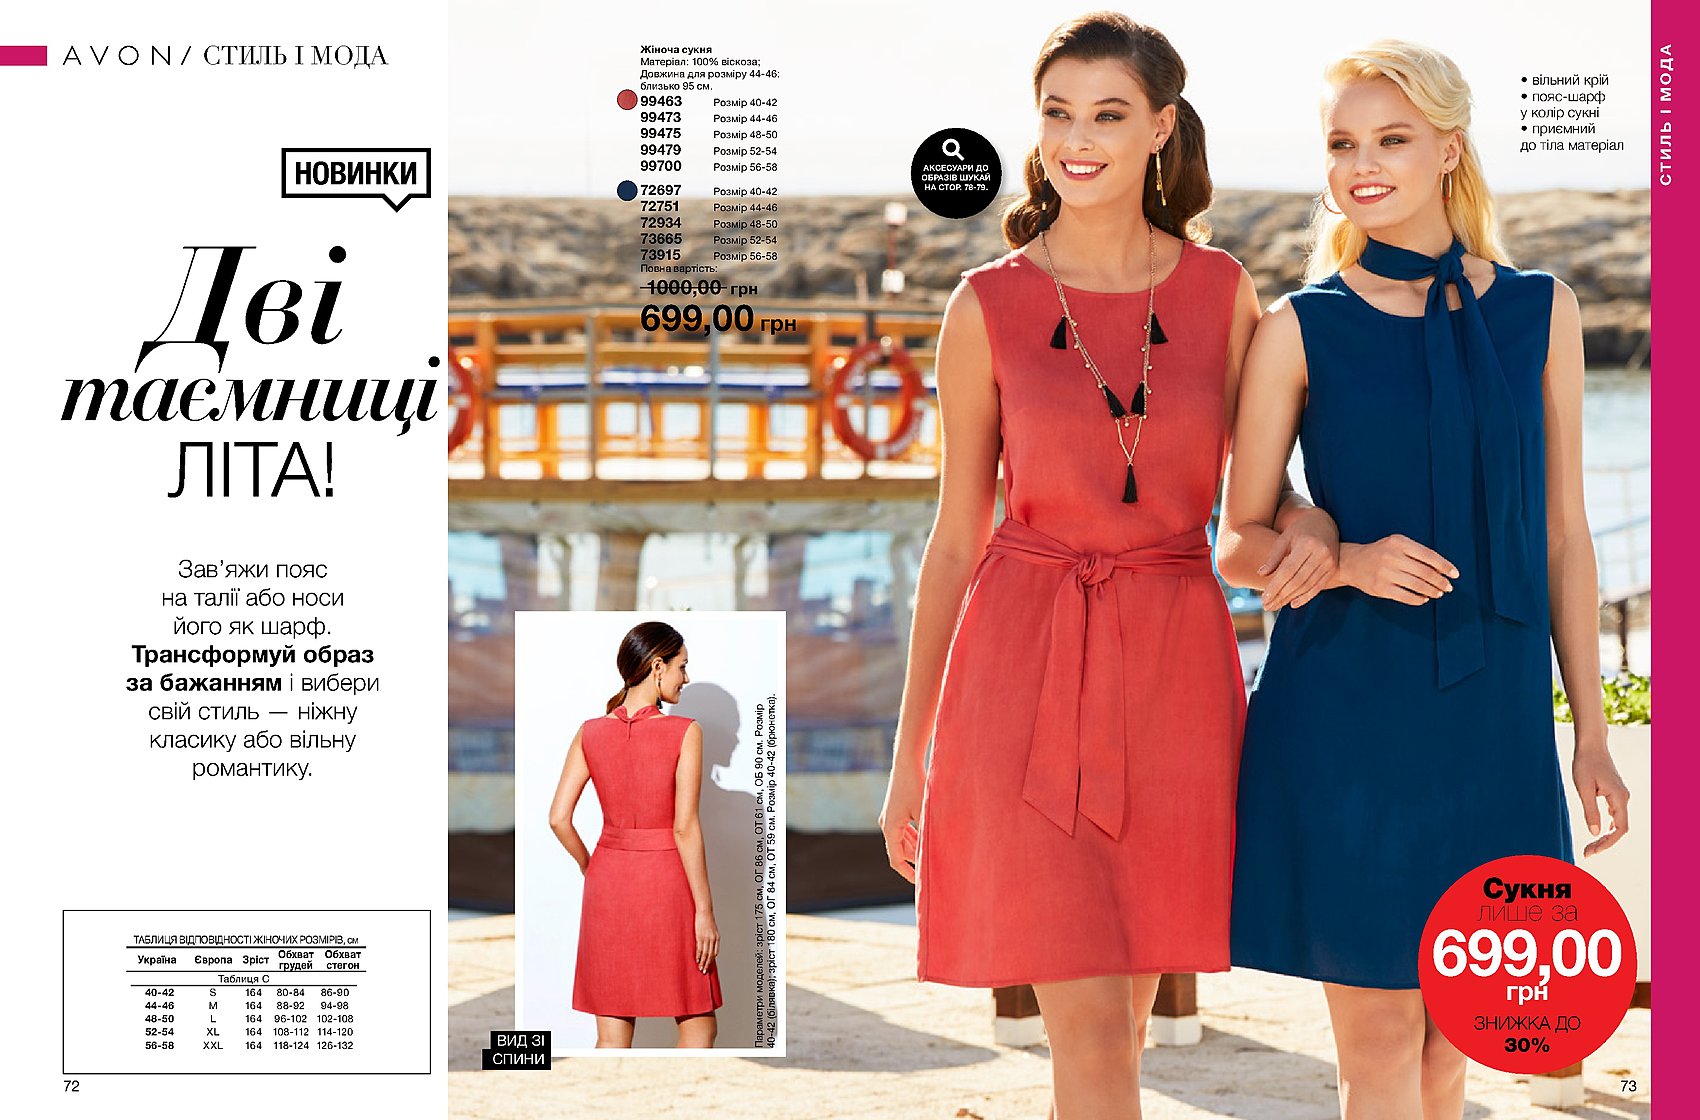 AVON/ СТИЛЬ І МОДА
НОВИНКИ
Дві
таємниці
ЛІТА!
Зав’яжи пояс
на талії або носи
його як шарф.
Трансформуй образ
за бажанням і вибери
свій стиль — ніжну
класику або вільну
романтику.
ТАБЛИЦЯ ВІДПОВІДНОСТІ ЖІНОЧИХ РОЗМІРІВ, см
Україна Європа Зріст Обхват грудей Обхват стегон
Таблиця С
40-42 S 164 80-84 86-90
44-46 M 164 88-92 94-98
48-50 L 164 96-102 102-108
52-54 XL 164 108-112 114-120
56-58 XXL 164 118-124 126-132
72
Жіноча сукня
Матеріал: 100% віскоза;
Довжина для розміру 44-46:
близько 95 см.
99463 Розмір 40-42
99473 Розмір 44-46
99475 Розмір 48-50
99479 Розмір 52-54
99700 Розмір 56-58
72697 Розмір 40-42
72751 Розмір 44-46
72934 Розмір 48-50
73665 Розмір 52-54
73915 Розмір 56-58
Повна вартість:
1000,00 грн
699,00 грн
АКСЕСУАРИ ДО
ОБРАЗІВ ШУКАЙ
НА СТОР. 78-79.
• вільний крій
• пояс-шарф
у колір сукні
• приємний
до тіла матеріал
СТИЛЬ І МОДА
Параметри моделей: зріст 175 см, ОГ 86 см, ОТ 61 см, ОБ 90 см. Розмір
40-42 (білявка); зріст 180 см, ОГ 84 см, ОТ 59 см. Розмір 40-42 (брюнетка).
ВИД ЗІ
СПИНИ
Сукня
лише за
699,00
грн
ЗНИЖКА ДО
30%
73